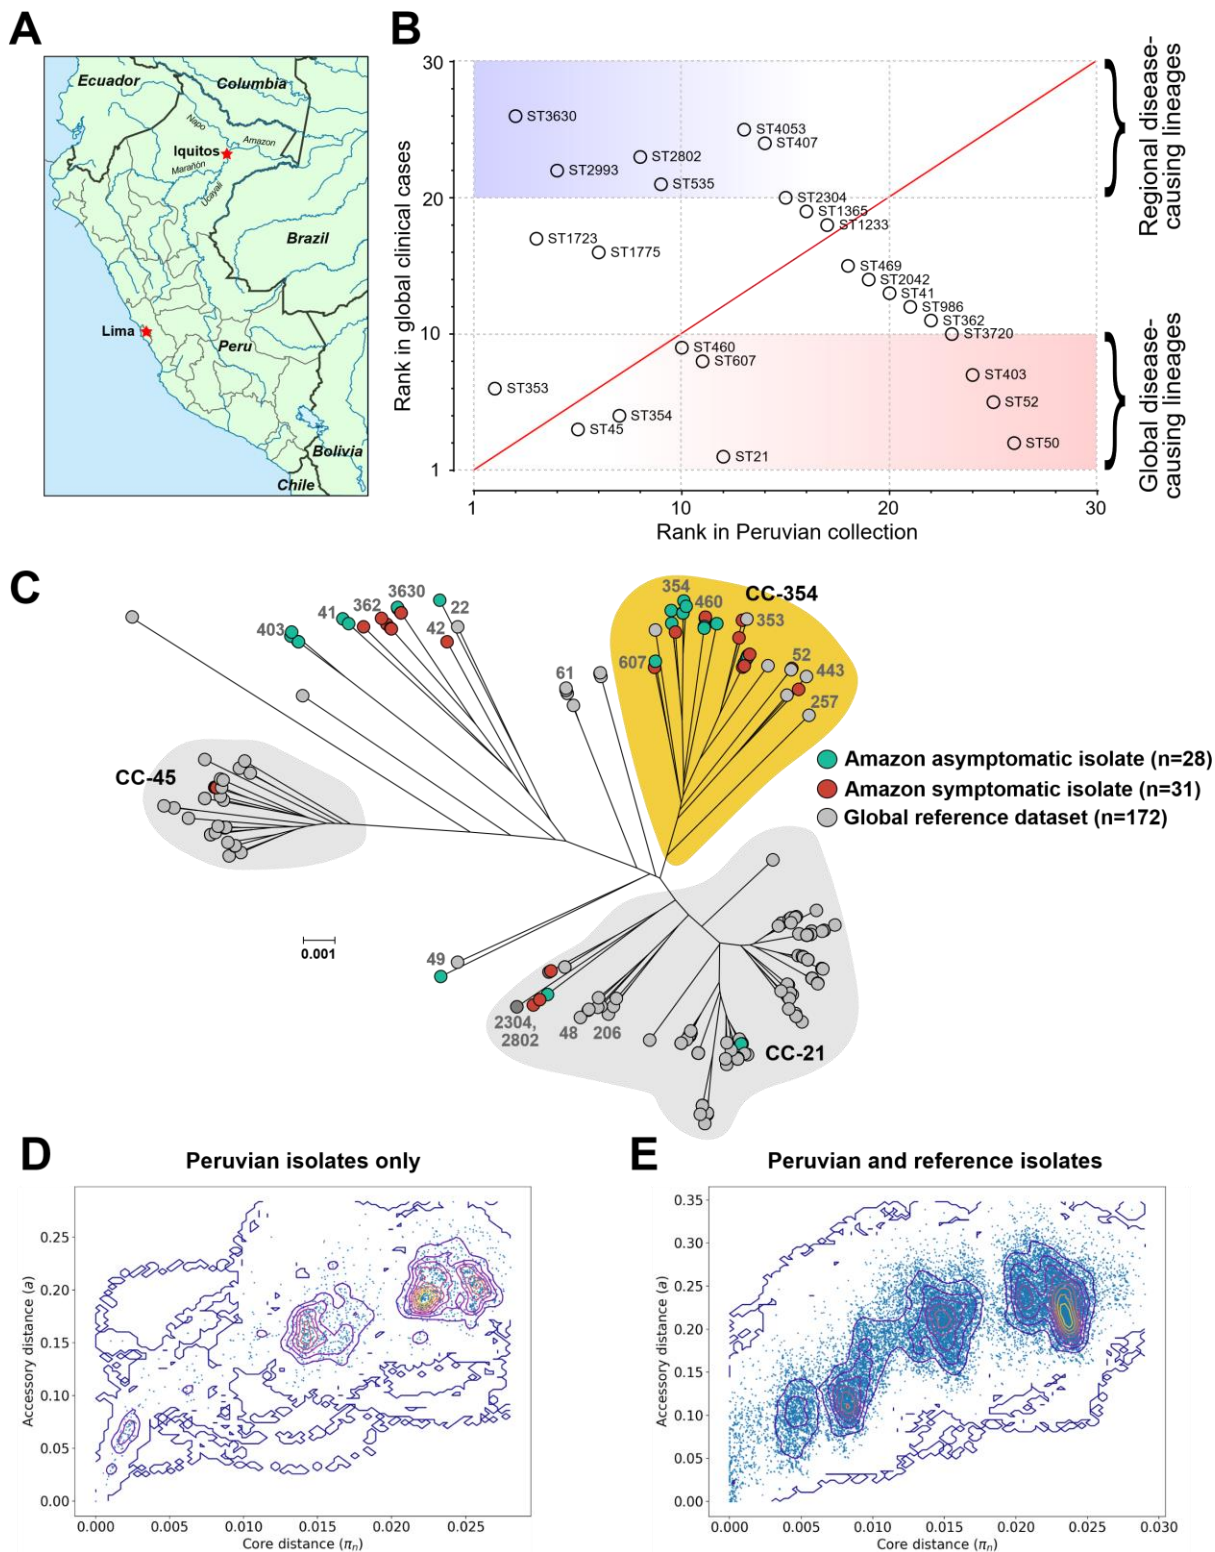 A
Ecuador
Columbia
Napo
Amazon
Iquitos
Marañón
Ucayali
Brazil
Lima
Peru
Bolivia
Chile
B
Rank in global clinical cases
30
20
10
1
ST3630
ST4053
ST407
ST2802
ST2993
ST535
ST2304
ST1365
ST1233
ST1723
ST1775
ST469
ST2042
ST41
ST986
ST362
ST3720
ST460
ST607
ST403
ST353
ST52
ST354
ST45
ST50
ST21
1
10
20
30
Rank in Peruvian collection
Regional disease-
causing lineages
Global disease-
causing lineages
C
403
41
362
3630
22
42
61
354
460
CC-354
353
607
52
443
257
CC-45
Amazon asymptomatic isolate (n=28)
Amazon symptomatic isolate (n=31)
Global reference dataset (n=172)
0.001
49
2304,
2802
48
206
CC-21
D
Peruvian isolates only
Accessory distance (a)
0.25
0.20
0.15
0.10
0.05
0.00
0.000
0.005
0.010
0.015
0.020
0.025
Core distance (πn)
E
Peruvian and reference isolates
Accessory distance (a)
0.35
0.30
0.25
0.20
0.15
0.10
0.05
0.00
0.000
0.005
0.010
0.015
0.020
0.025
0.030
Core distance (πn)